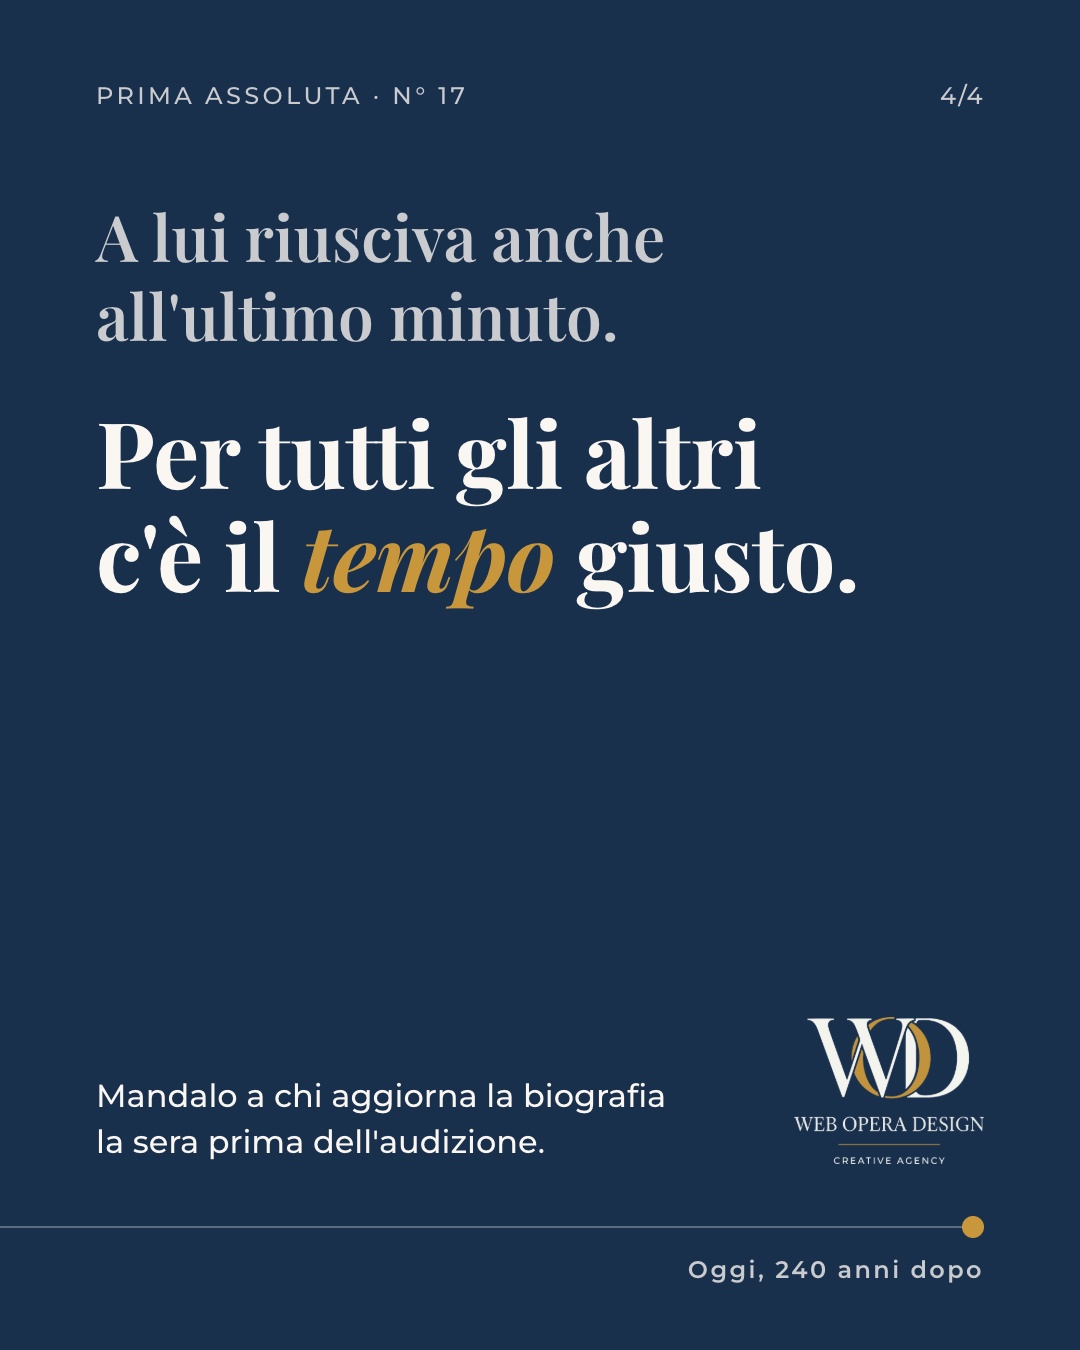 PRIMA ASSOLUTA · N° 17
4/4
A lui riusciva anche
all'ultimo minuto.
Per tutti gli altri
c'è il tempo giusto.
Mandalo a chi aggiorna la biografia
la sera prima dell'audizione.
WOD
WEB OPERA DESIGN
CREATIVE AGENCY
Oggi, 240 anni dopo